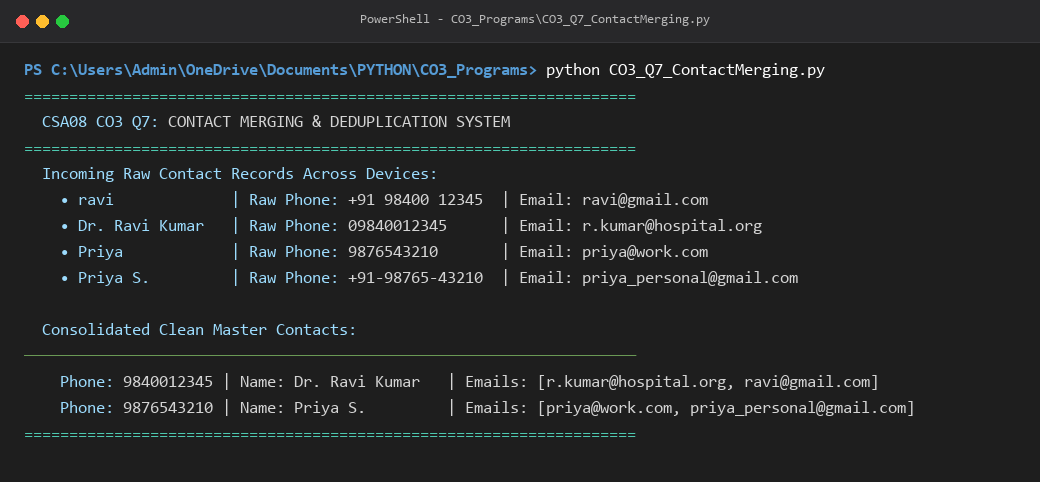 PowerShell - CO3_Programs\CO3_Q7_ContactMerging.py
PS C:\Users\Admin\OneDrive\Documents\PYTHON\CO3_Programs> python CO3_Q7_ContactMerging.py
====================================================================
CSA08 CO3 Q7: CONTACT MERGING & DEDUPLICATION SYSTEM
====================================================================
Incoming Raw Contact Records Across Devices:
• ravi | Raw Phone: +91 98400 12345 | Email: ravi@gmail.com
• Dr. Ravi Kumar | Raw Phone: 09840012345 | Email: r.kumar@hospital.org
• Priya | Raw Phone: 9876543210 | Email: priya@work.com
• Priya S. | Raw Phone: +91-98765-43210 | Email: priya_personal@gmail.com
Consolidated Clean Master Contacts:
────────────────────────────────────────────────────────────────────
Phone: 9840012345 | Name: Dr. Ravi Kumar | Emails: [r.kumar@hospital.org, ravi@gmail.com]
Phone: 9876543210 | Name: Priya S. | Emails: [priya@work.com, priya_personal@gmail.com]
====================================================================